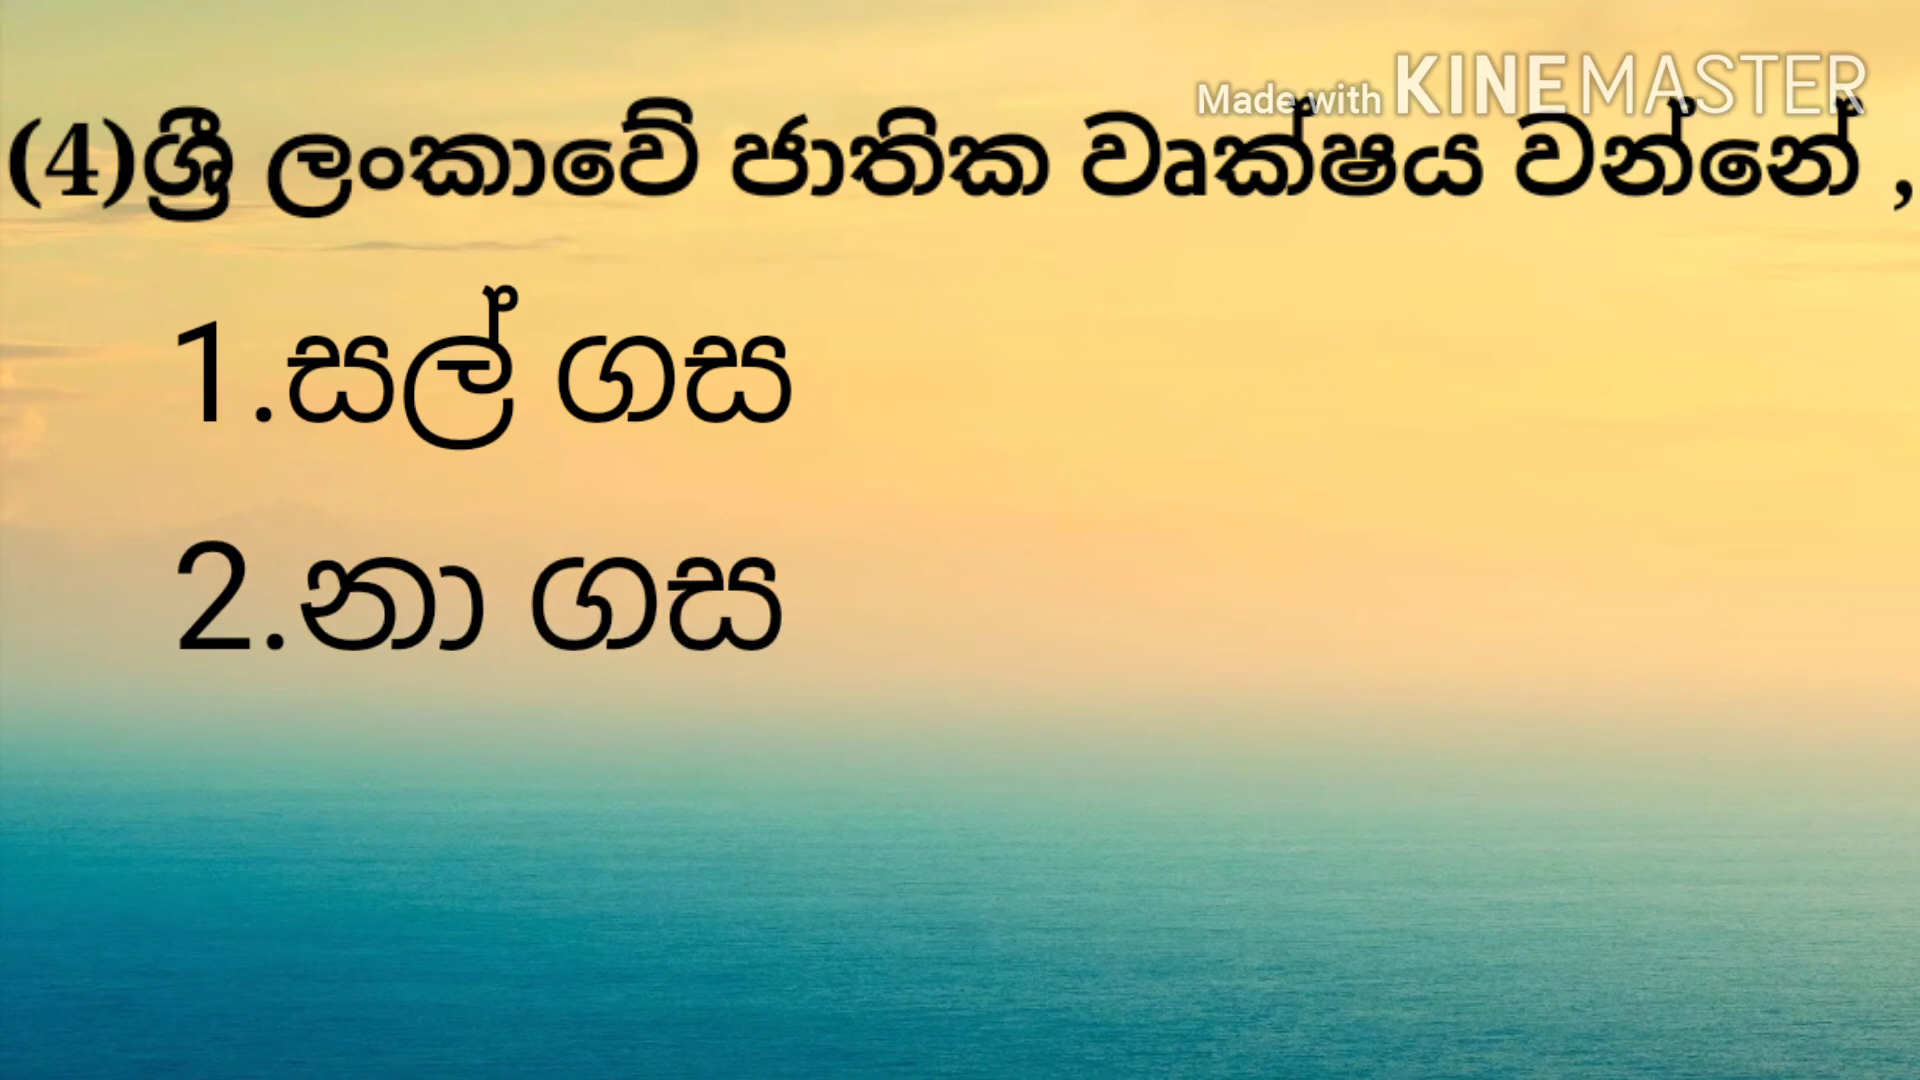 Made with KINEMASTER
(4)ශ්‍රී ලංකාවේ ජාතික වෘක්ෂය වන්නේ ,
1.සල් ගස
2.නා ගස